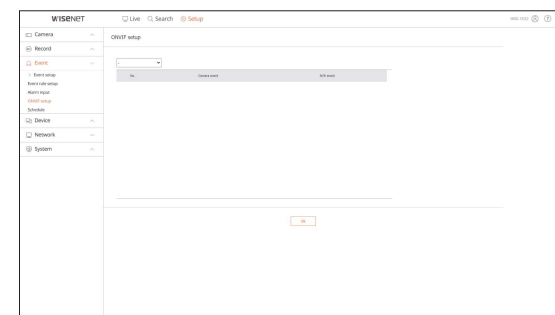 WISENET
Live Search Setup
Camera
ONVIF setup
Record
Event
-
No. Camera event NVR event
Event setup
Event rule setup
Alarm input
ONVIF setup
Schedule
Device
Network
System
OK